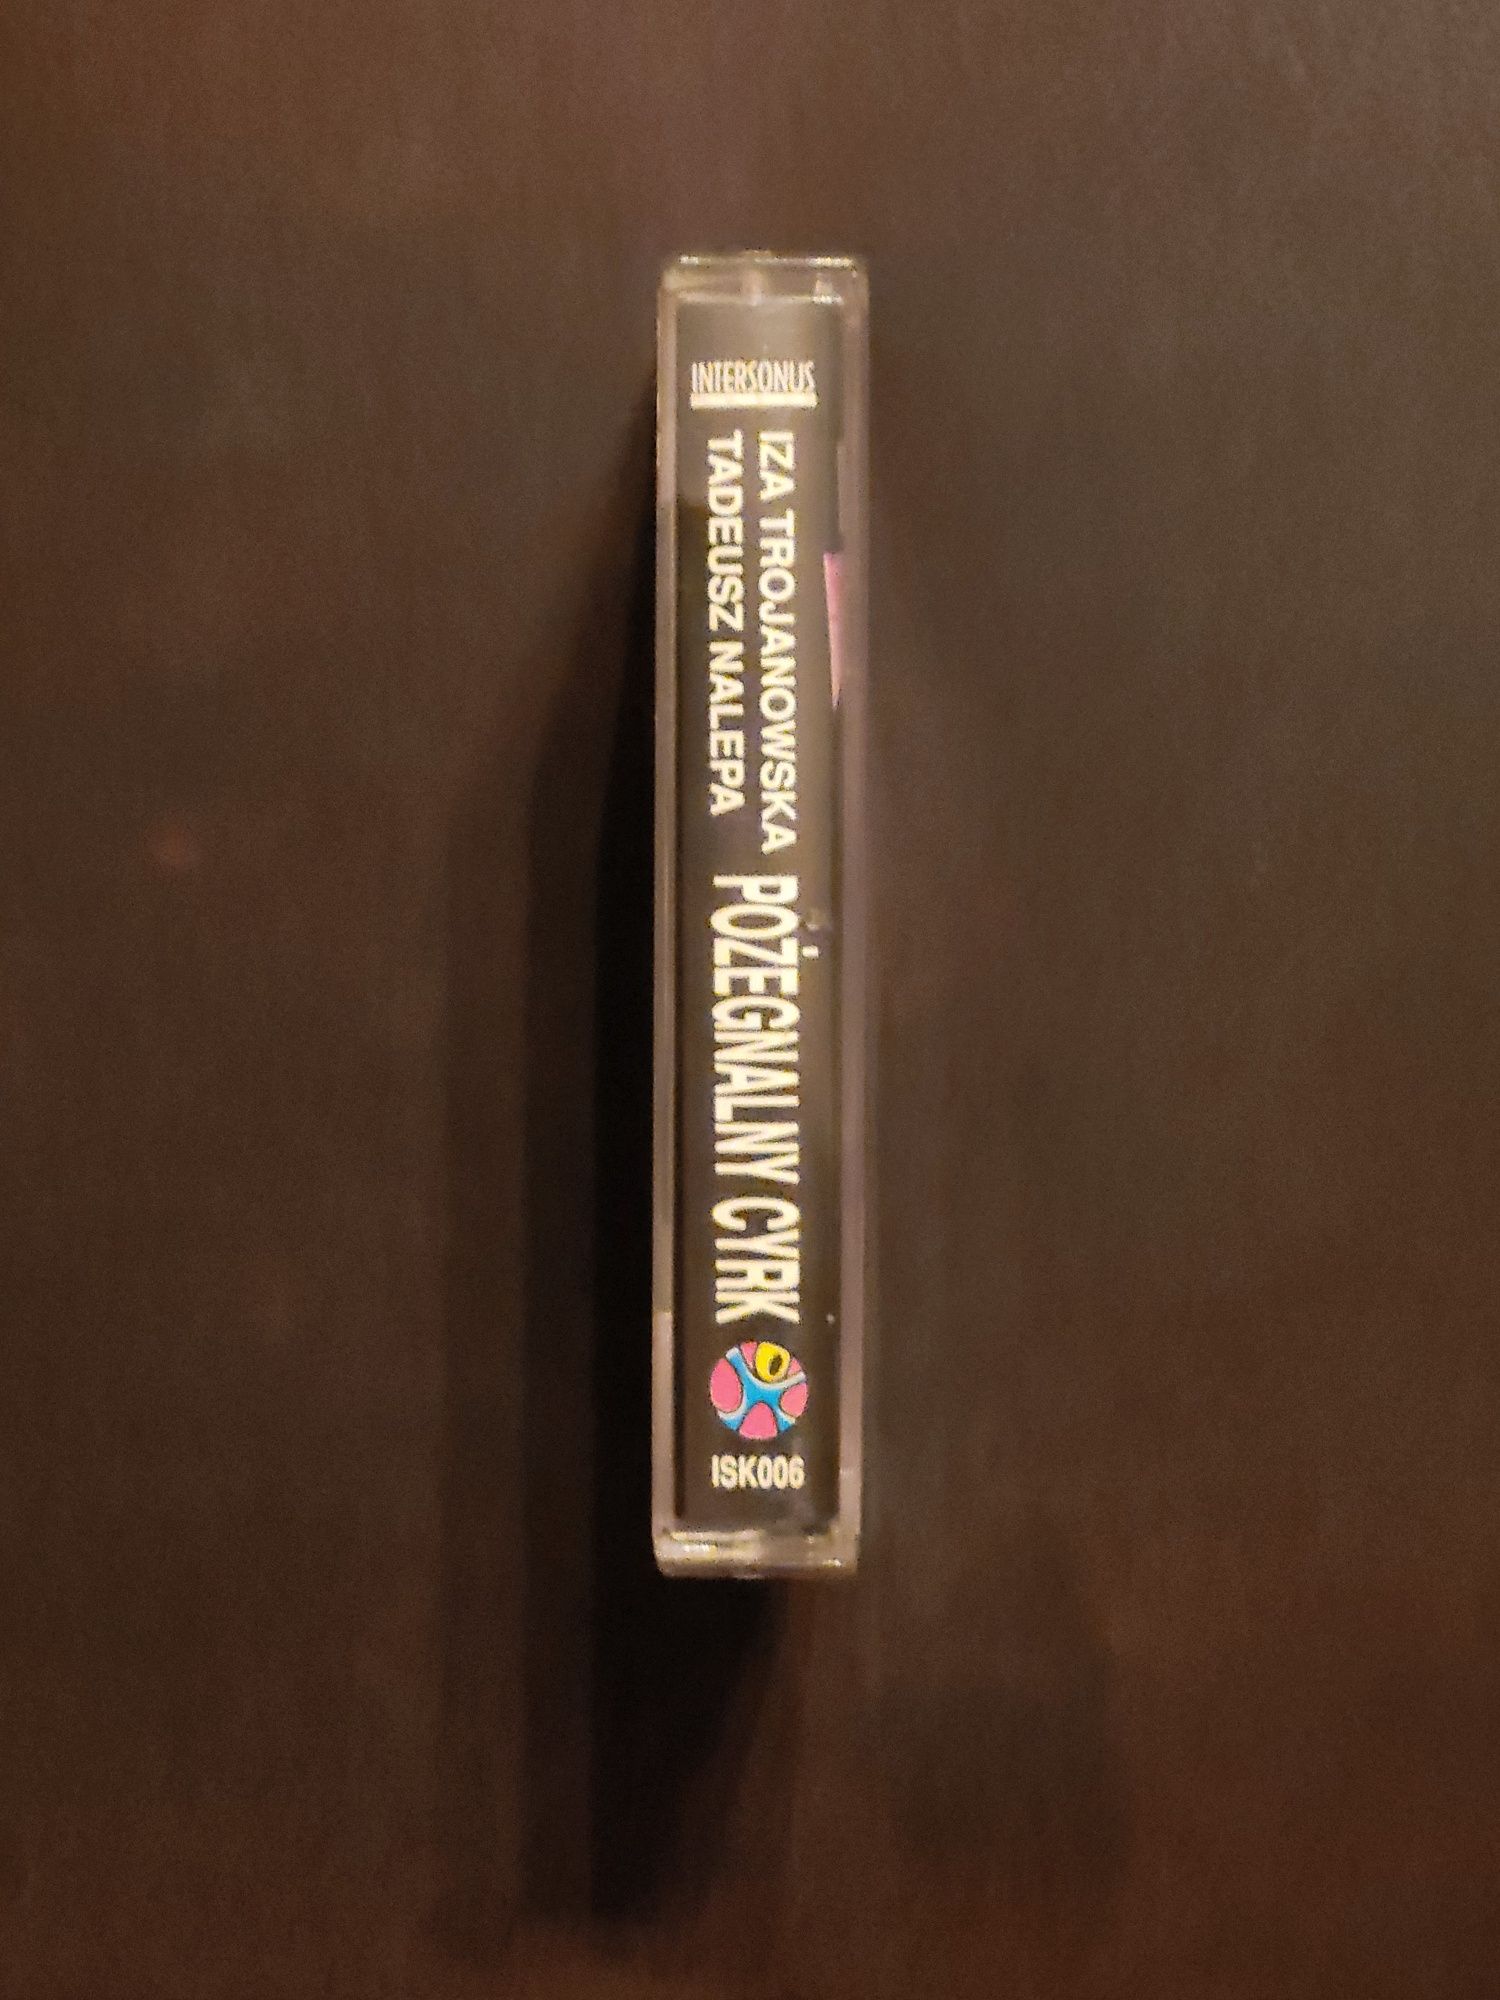 INTERSONUS
IZA TROJANOWSKA
TADEUSZ NALEPA
POŻEGNALNY CYRK
ISK006